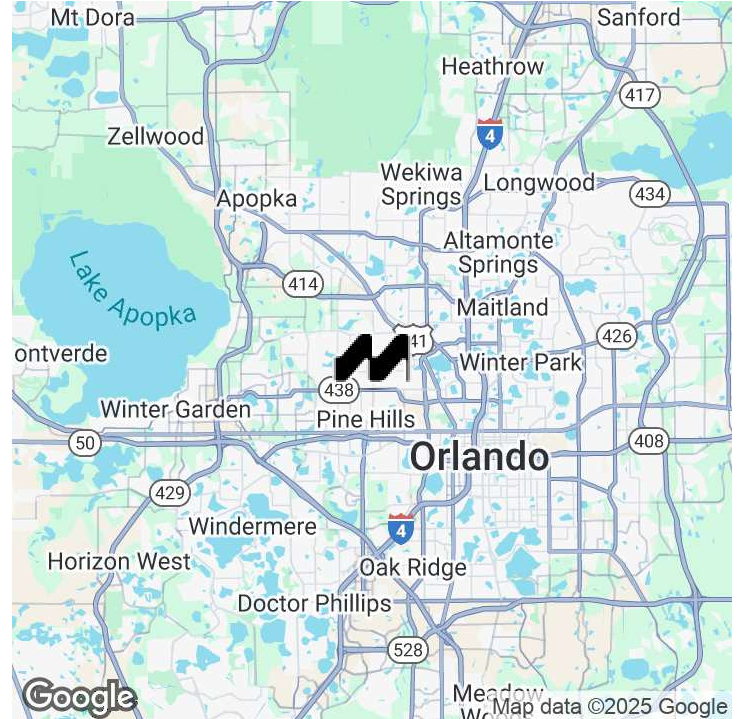 Mt Dora
Sanford
Heathrow
417
4
Zellwood
Wekiwa
Springs
Longwood
434
Apopka
Altamonte
Springs
Lake Apopka
414
Maitland
426
41
ontverde
Winter Park
438
Winter Garden
Pine Hills
50
408
Orlando
429
Windermere
4
Horizon West
Oak Ridge
Doctor Phillips
528
Meadow
Google
Map data ©2025 Google